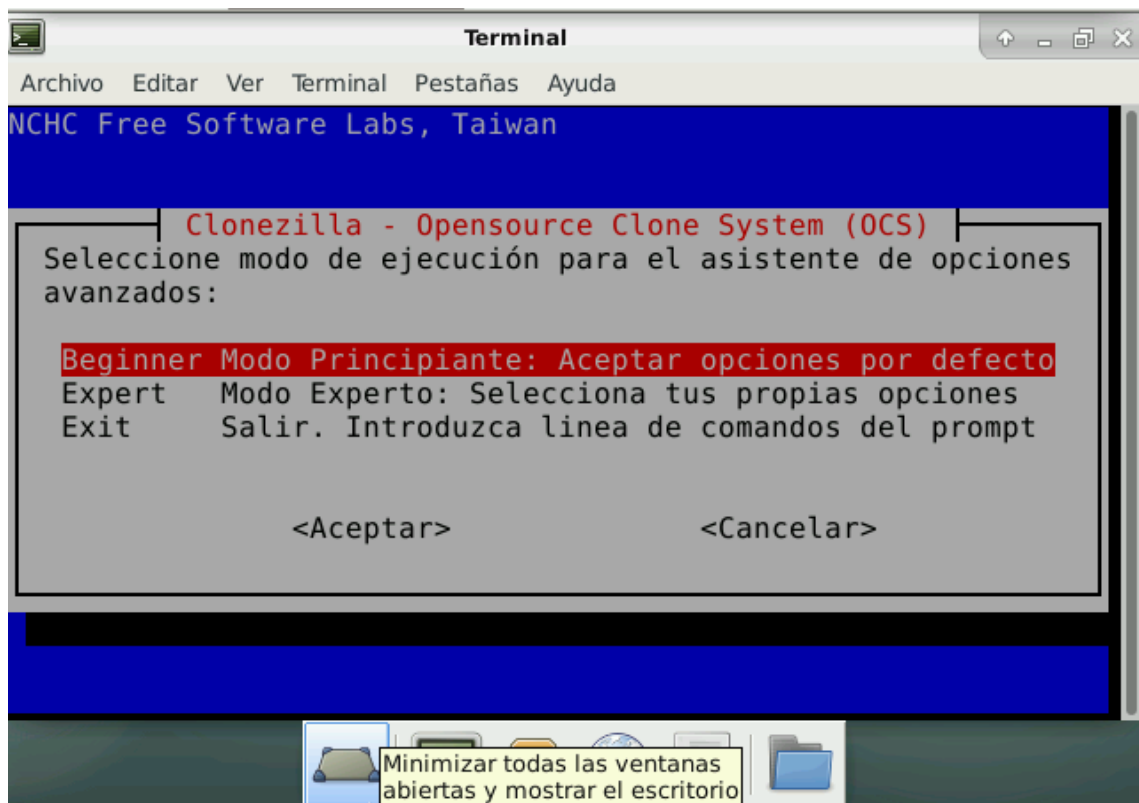 Terminal
Archivo Editar Ver Terminal Pestañas Ayuda
NCHC Free Software Labs, Taiwan
Clonezilla - Opensource Clone System (OCS)
Seleccione modo de ejecución para el asistente de opciones
avanzados:
Beginner Modo Principiante: Aceptar opciones por defecto
Expert Modo Experto: Selecciona tus propias opciones
Exit Salir. Introduzca linea de comandos del prompt
<Aceptar> <Cancelar>
Minimizar todas las ventanas
abiertas y mostrar el escritorio